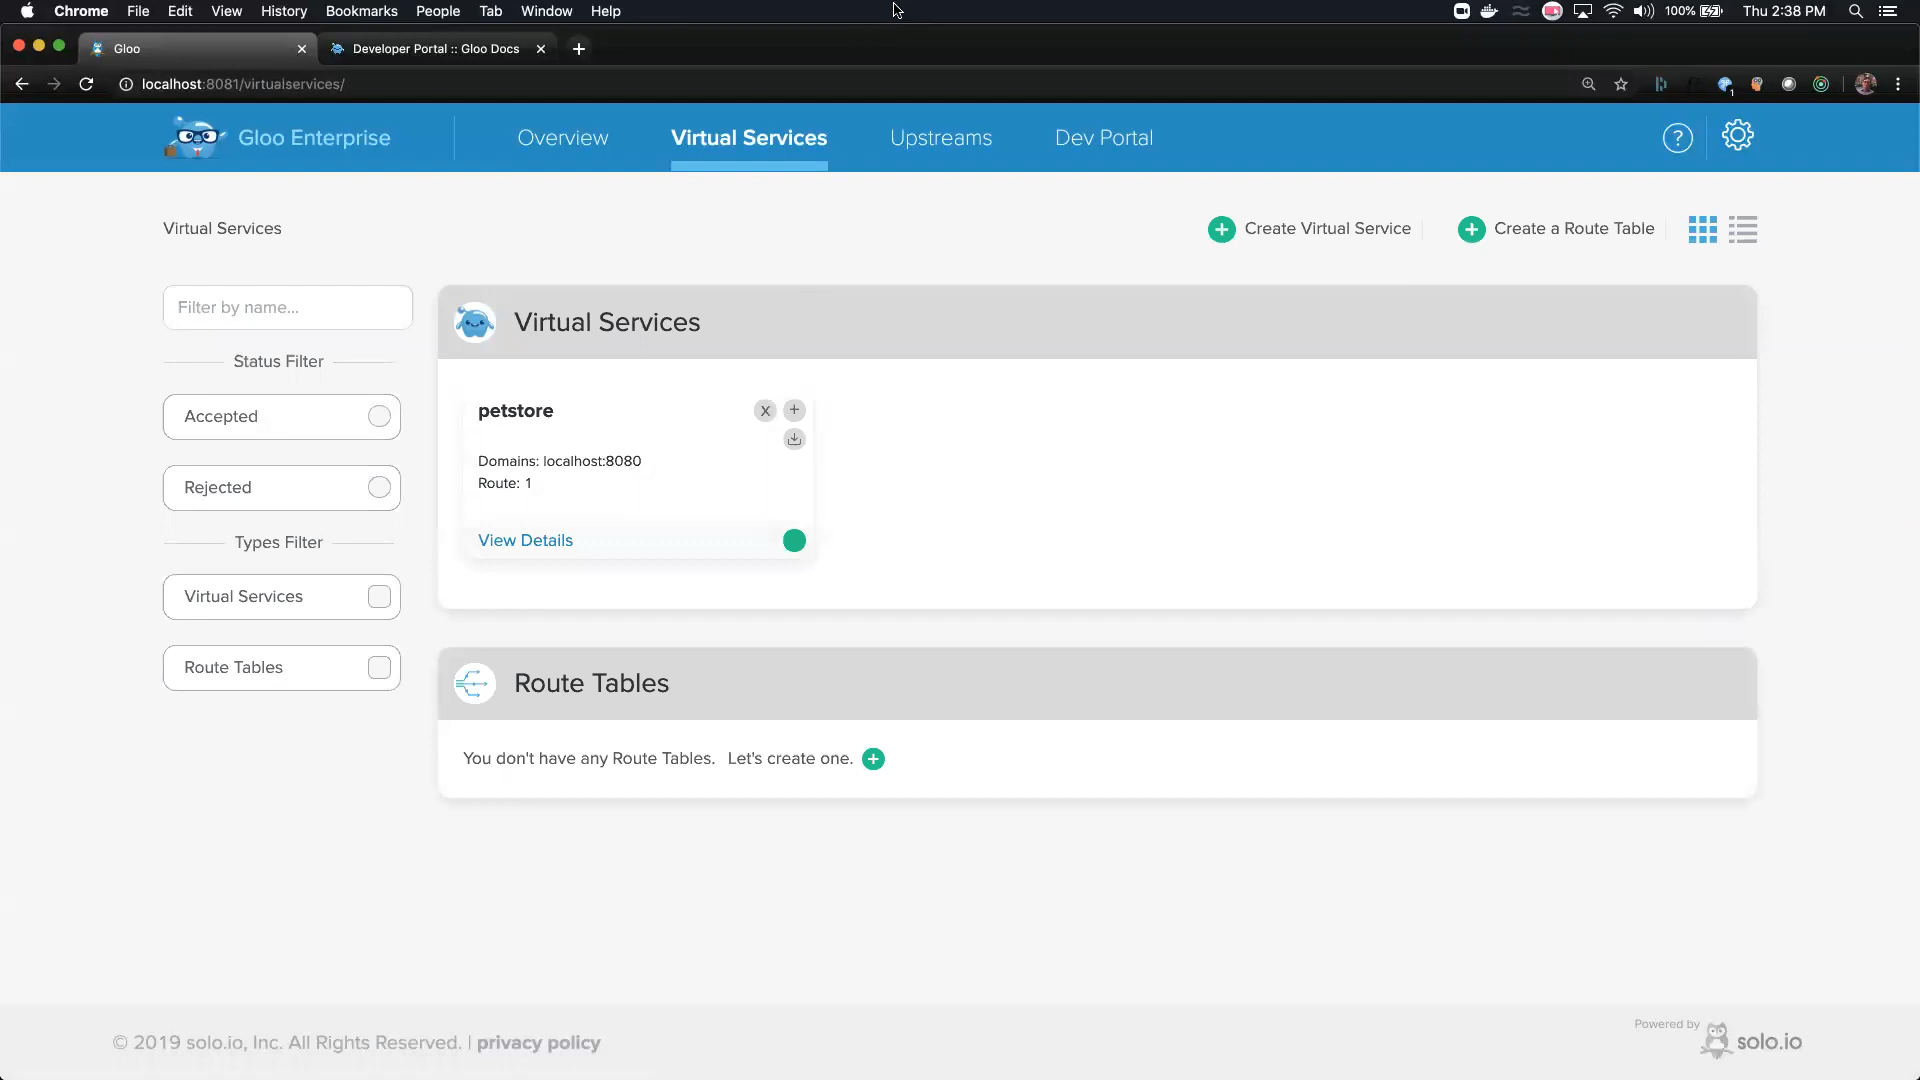 Chrome File Edit View History Bookmarks People Tab Window Help 100% Thu 2:38 PM
Gloo Developer Portal :: Gloo Docs
localhost:8081/virtualservices/ 1
Gloo Enterprise Overview Virtual Services Upstreams Dev Portal ?
Virtual Services Create Virtual Service Create a Route Table
Filter by name...
Status Filter
Accepted
Rejected
Types Filter
Virtual Services
Route Tables
Virtual Services
petstore X +
Domains: localhost:8080
Route: 1
View Details
Route Tables
You don't have any Route Tables. Let's create one.
© 2019 solo.io, Inc. All Rights Reserved. | privacy policy
Powered by
solo.io